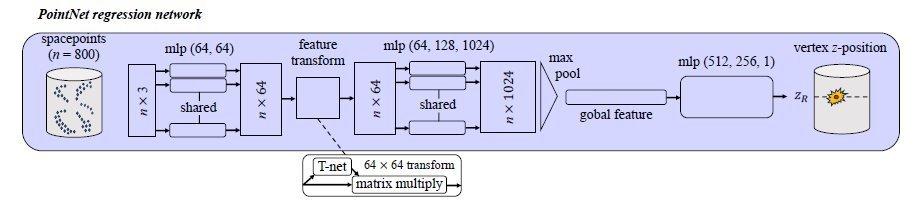 PointNet regression network
spacepoints
(n = 800)
mlp (64, 64)
feature
transform
mlp (64, 128, 1024)
max
pool
mlp (512, 256, 1)
vertex z-position
n × 3
shared
n × 64
n × 64
shared
n × 1024
gobal feature
z_R
T-net
64 × 64 transform
matrix multiply